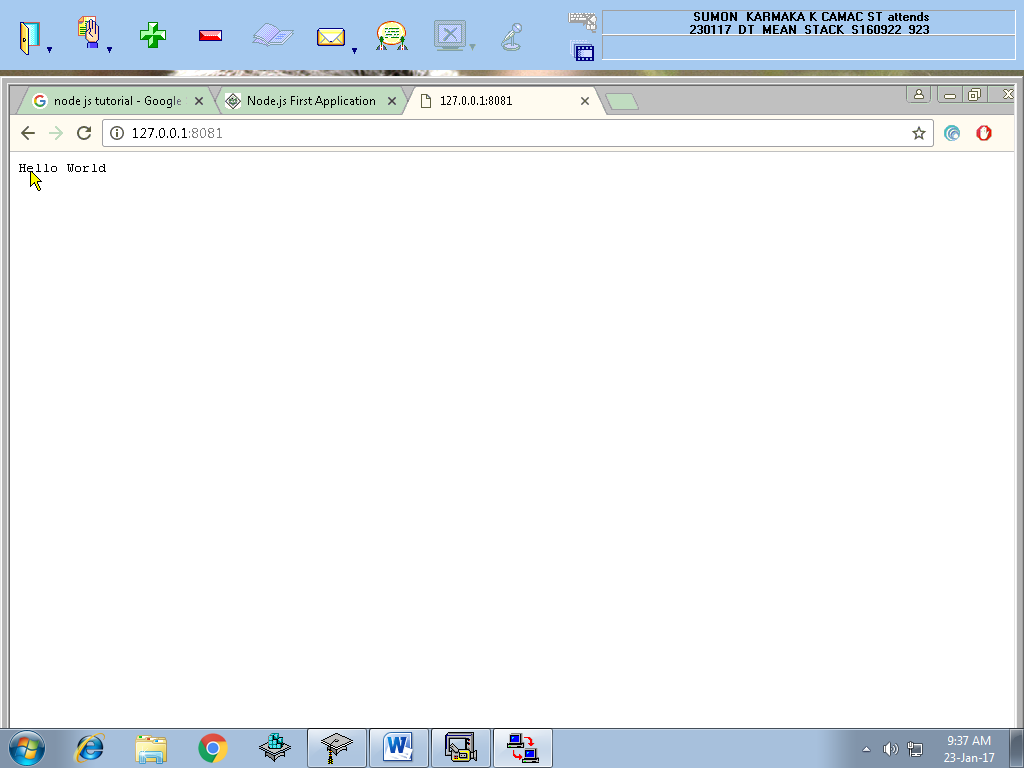 SUMON KARMAKA K CAMAC ST attends
230117 DT MEAN STACK S160922 923
node js tutorial - Google
Node.js First Application
127.0.0.1:8081
127.0.0.1:8081
Hello World
9:37 AM
23-Jan-17